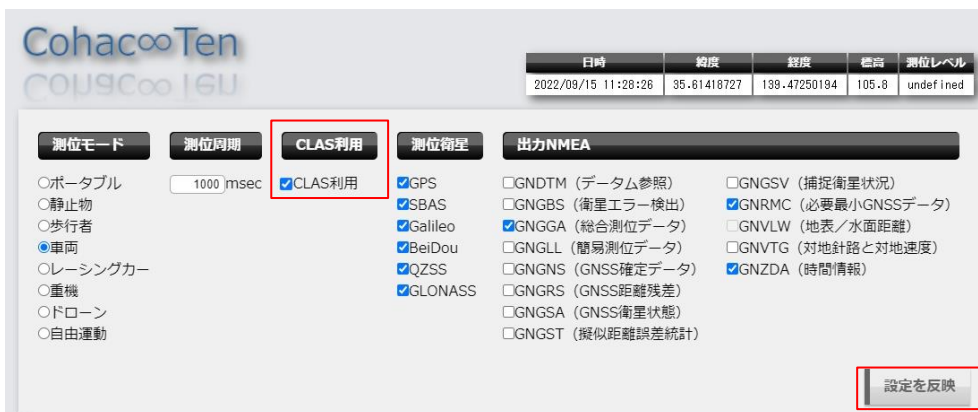 Cohac∞Ten
日時 緯度 経度 標高 測位レベル
2022/09/15 11:28:26 35.61418727 139.47250194 105.8 undefined
測位モード 測位周期 CLAS利用 測位衛星 出力NMEA
ポータブル 1000 msec CLAS利用 GPS GNDTM（データム参照） GNGSV（捕捉衛星状況）
静止物 SBAS GNGBS（衛星エラー検出） GNRMC（必要最小GNSSデータ）
歩行者 Galileo GNGGA（総合測位データ） GNVLW（地表／水面距離）
車両 BeiDou GNGLL（簡易測位データ） GNVTG（対地針路と対地速度）
レーシングカー QZSS GNGNS（GNSS確定データ） GNZDA（時間情報）
重機 GLONASS GNGRS（GNSS距離残差）
ドローン GNGSA（GNSS衛星状態）
自由運動 GNGST（擬似距離誤差統計）
設定を反映